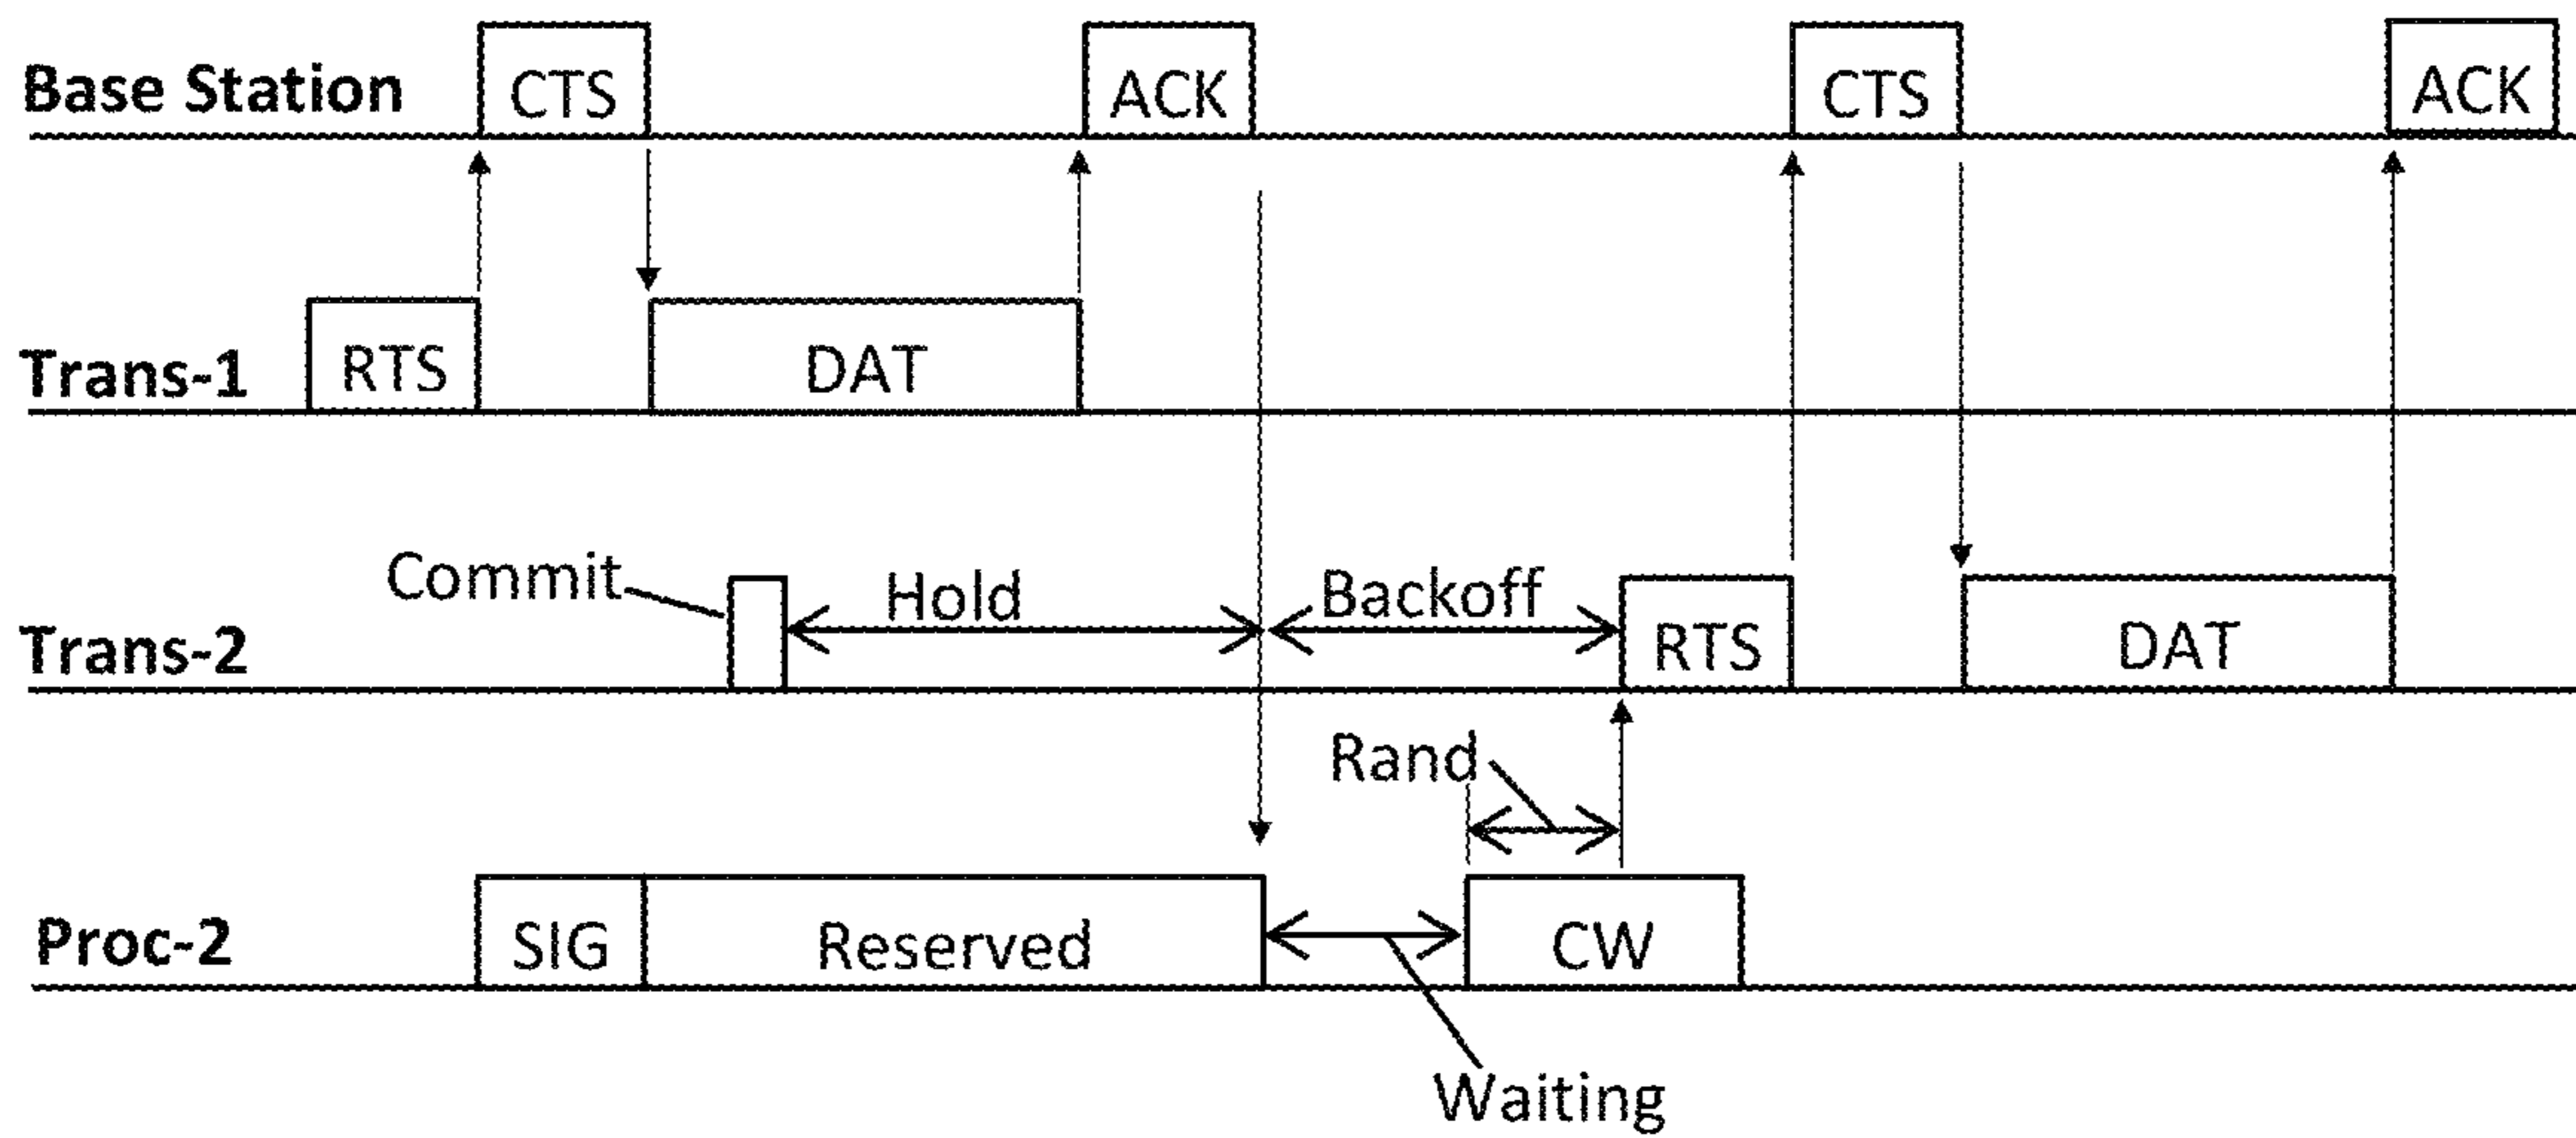 Base Station CTS ACK CTS ACK
Trans-1 RTS DAT
Commit Hold Backoff
Trans-2 RTS DAT
Rand
Proc-2 SIG Reserved CW
Waiting